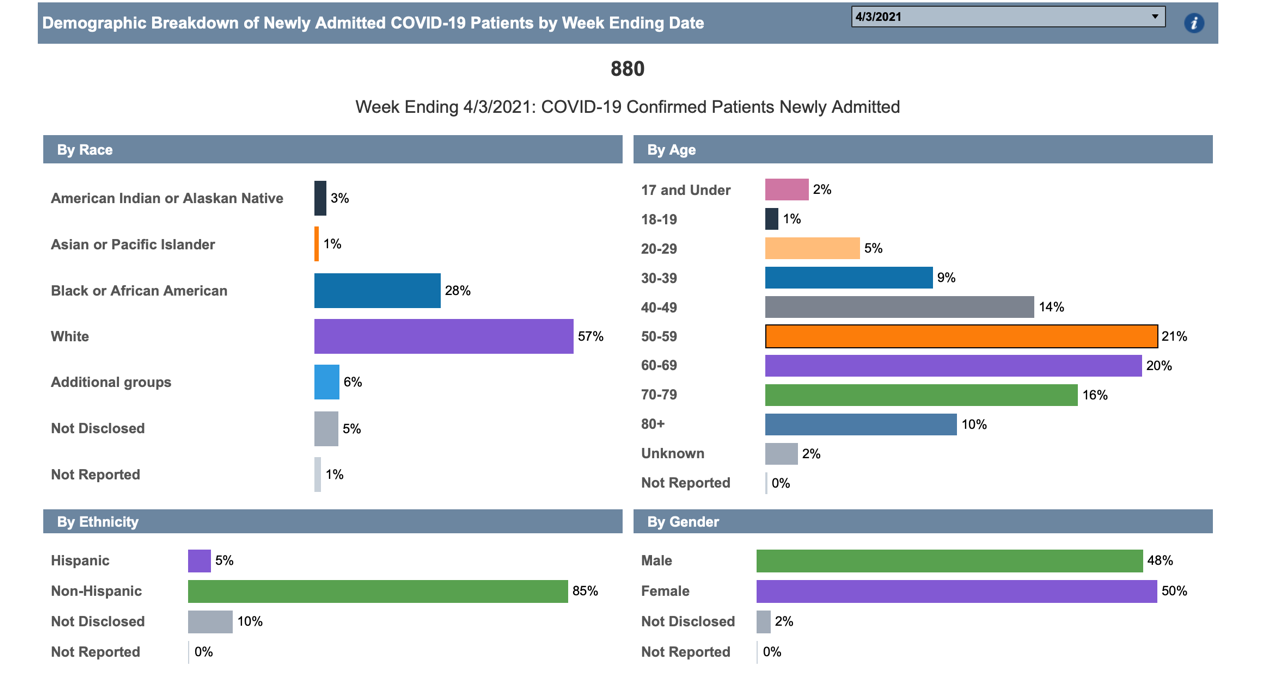 Demographic Breakdown of Newly Admitted COVID-19 Patients by Week Ending Date
4/3/2021
i
880
Week Ending 4/3/2021: COVID-19 Confirmed Patients Newly Admitted
By Race
American Indian or Alaskan Native 3%
Asian or Pacific Islander 1%
Black or African American 28%
White 57%
Additional groups 6%
Not Disclosed 5%
Not Reported 1%
By Age
17 and Under 2%
18-19 1%
20-29 5%
30-39 9%
40-49 14%
50-59 21%
60-69 20%
70-79 16%
80+ 10%
Unknown 2%
Not Reported 0%
By Ethnicity
Hispanic 5%
Non-Hispanic 85%
Not Disclosed 10%
Not Reported 0%
By Gender
Male 48%
Female 50%
Not Disclosed 2%
Not Reported 0%